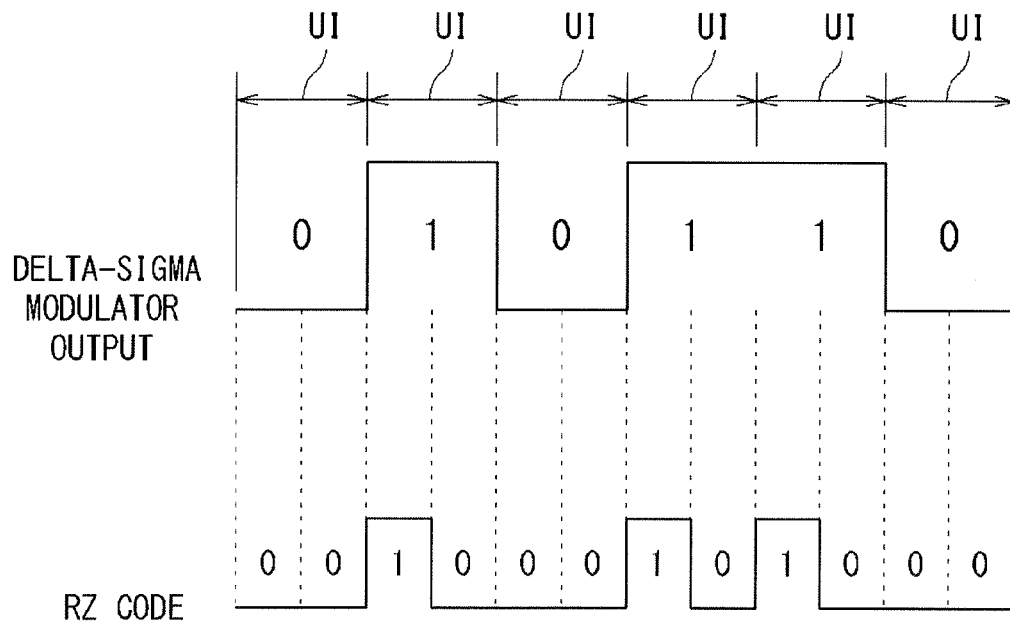 UI UI UI UI UI UI
0 1 0 1 1 0
DELTA-SIGMA
MODULATOR
OUTPUT
0 0 1 0 0 0 1 0 1 0 0 0
RZ CODE